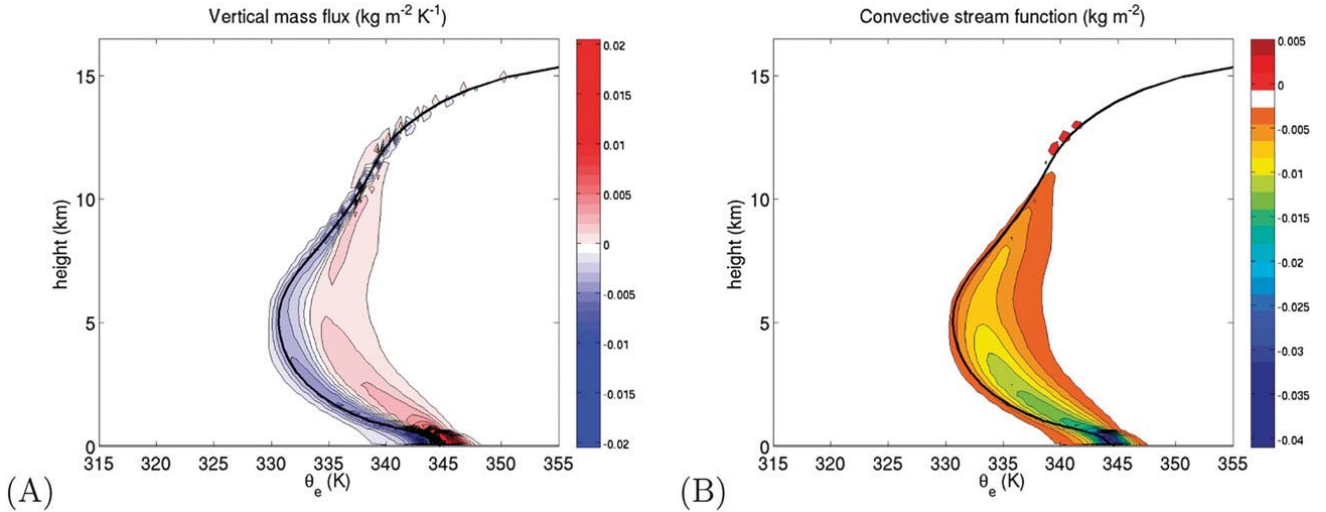 Vertical mass flux (kg m⁻² K⁻¹)
height (km)
15
10
5
0
315 320 325 330 335 340 345 350 355
θₑ (K)
0.02
0.015
0.01
0.005
0
-0.005
-0.01
-0.015
-0.02
(A)
Convective stream function (kg m⁻²)
height (km)
15
10
5
0
315 320 325 330 335 340 345 350 355
θₑ (K)
0.005
0
-0.005
-0.01
-0.015
-0.02
-0.025
-0.03
-0.035
-0.04
(B)